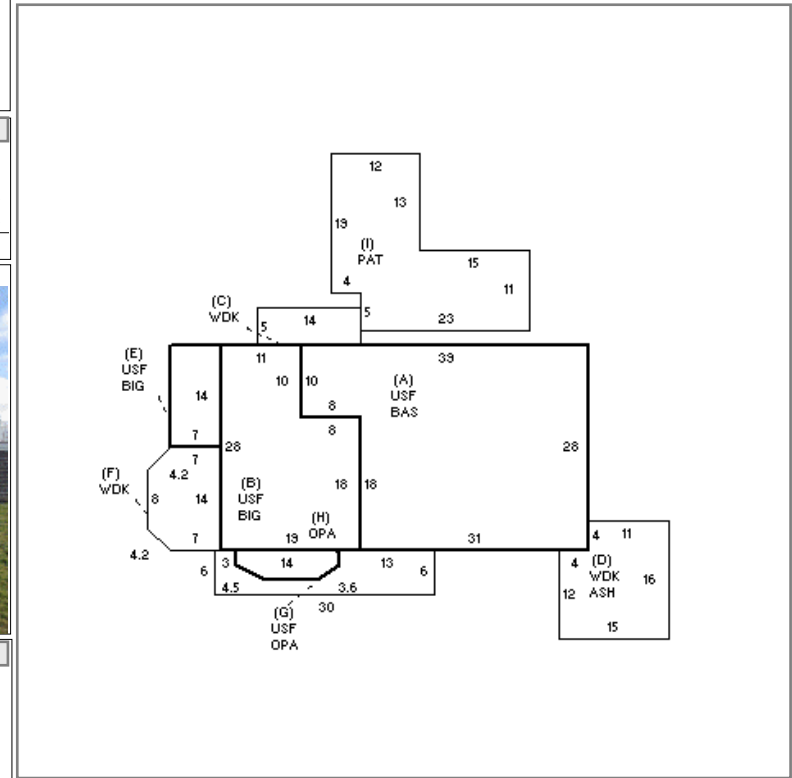 12
13
19
(I)
PAT
15
4
11
(C)
WDK
5
14
5
23
(E)
USF
BIG
11
39
10
10
(A)
USF
BAS
14
8
8
7
28
28
7
4.2
(F)
WDK
8
14
(B)
USF
BIG
18
18
(H)
OPA
7
19
31
4
11
4.2
6
3
14
13
6
4
(D)
WDK
ASH
16
12
4.5
3.6
30
(G)
USF
OPA
15